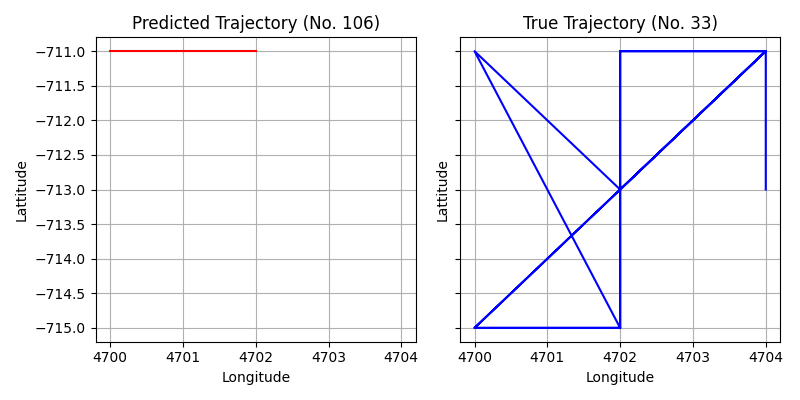 Predicted Trajectory (No. 106)
Lattitude
−711.0
−711.5
−712.0
−712.5
−713.0
−713.5
−714.0
−714.5
−715.0
4700 4701 4702 4703 4704
Longitude
True Trajectory (No. 33)
Lattitude
4700 4701 4702 4703 4704
Longitude